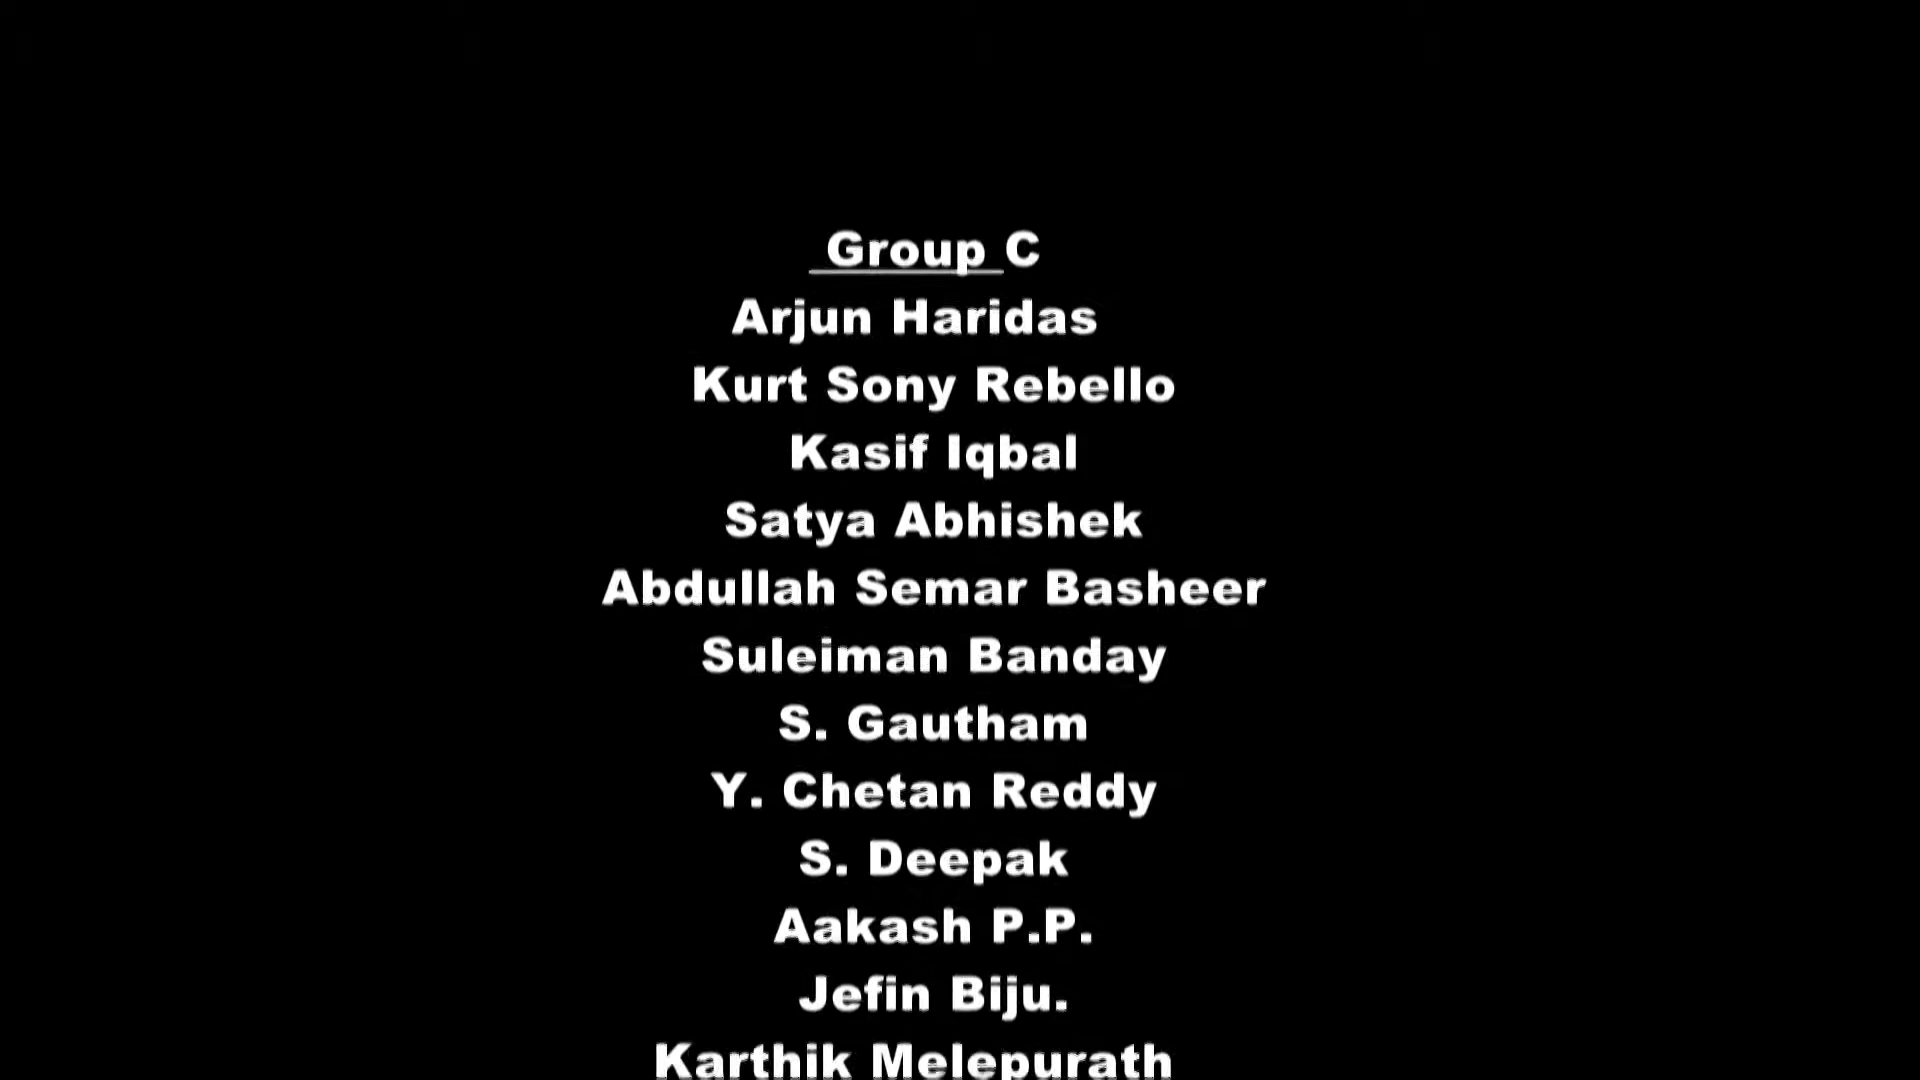 Group C
Arjun Haridas
Kurt Sony Rebello
Kasif Iqbal
Satya Abhishek
Abdullah Semar Basheer
Suleiman Banday
S. Gautham
Y. Chetan Reddy
S. Deepak
Aakash P.P.
Jefin Biju.
Karthik Melepurath